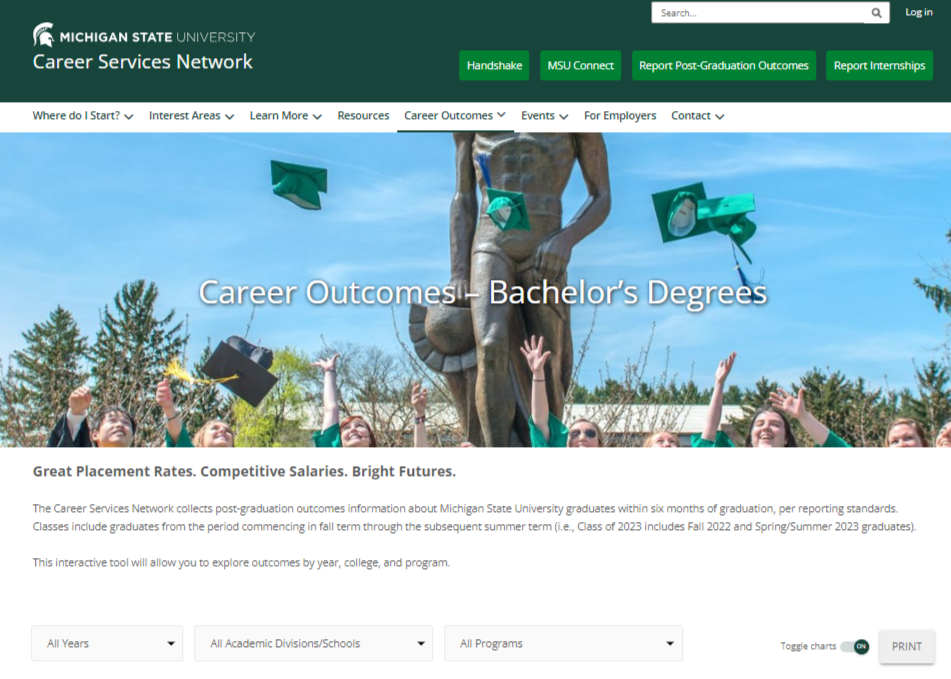 Search...
Log in
MICHIGAN STATE UNIVERSITY
Career Services Network
Handshake
MSU Connect
Report Post-Graduation Outcomes
Report Internships
Where do I Start?
Interest Areas
Learn More
Resources
Career Outcomes
Events
For Employers
Contact
Career Outcomes – Bachelor's Degrees
Great Placement Rates. Competitive Salaries. Bright Futures.
The Career Services Network collects post-graduation outcomes information about Michigan State University graduates within six months of graduation, per reporting standards.
Classes include graduates from the period commencing in fall term through the subsequent summer term (i.e., Class of 2023 includes Fall 2022 and Spring/Summer 2023 graduates).
This interactive tool will allow you to explore outcomes by year, college, and program.
All Years
All Academic Divisions/Schools
All Programs
Toggle charts
ON
PRINT